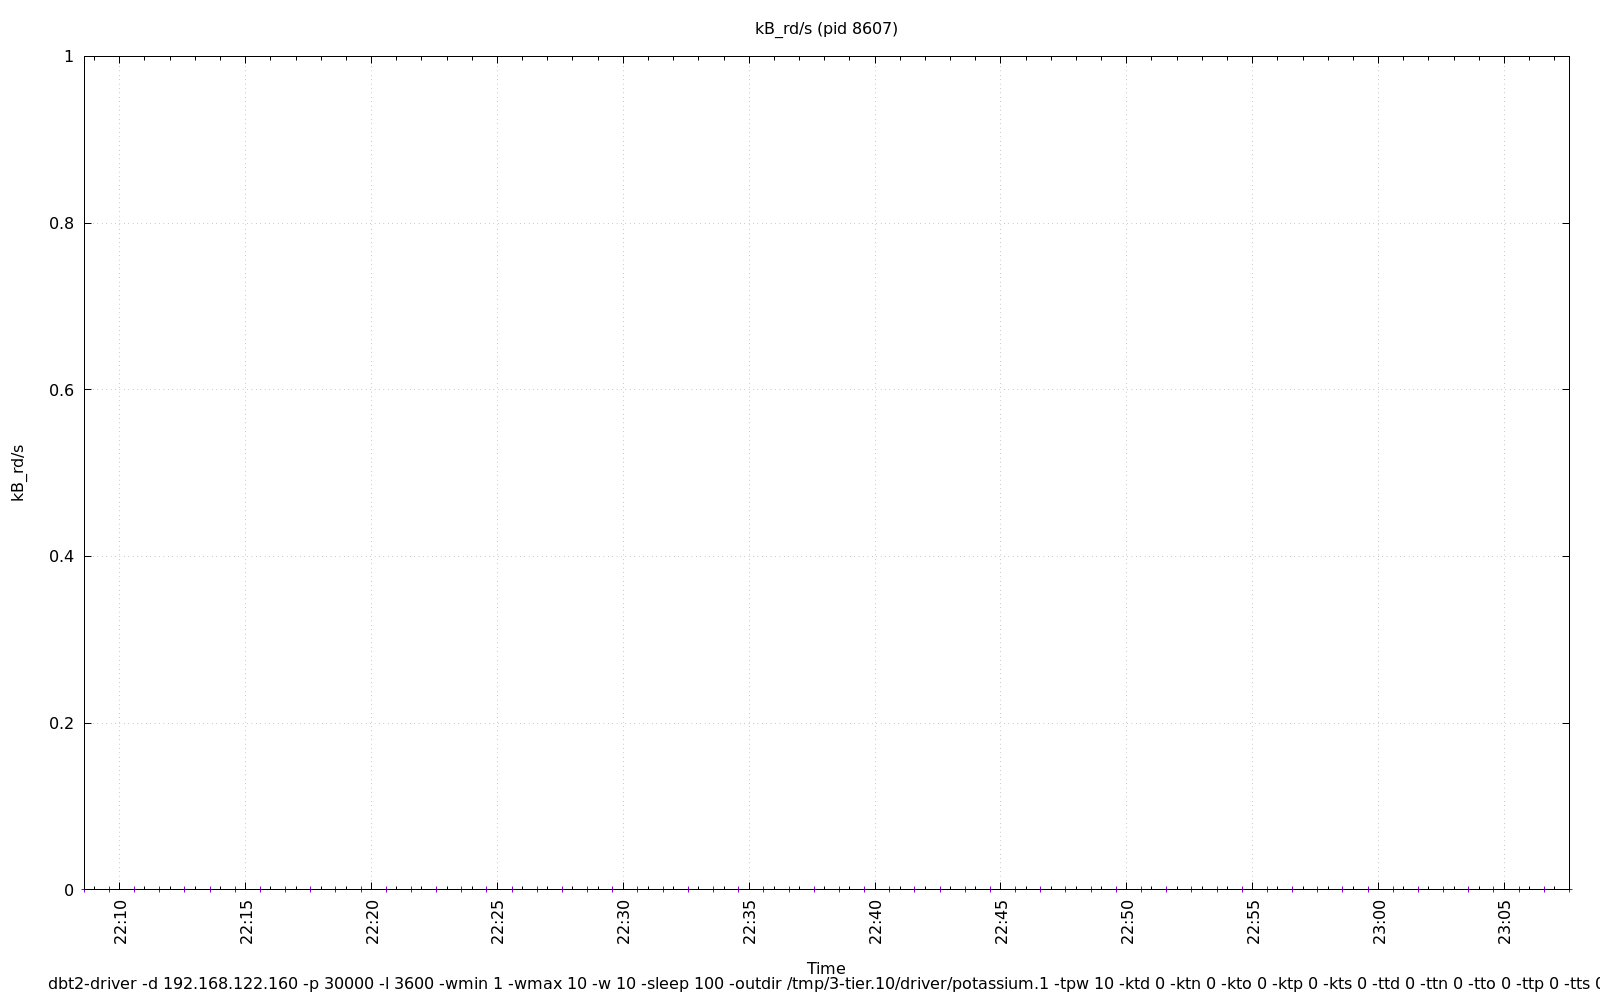 kB_rd/s (pid 8607)
1
0.8
0.6
kB_rd/s
0.4
0.2
0
22:10 22:15 22:20 22:25 22:30 22:35 22:40 22:45 22:50 22:55 23:00 23:05
Time
dbt2-driver -d 192.168.122.160 -p 30000 -l 3600 -wmin 1 -wmax 10 -w 10 -sleep 100 -outdir /tmp/3-tier.10/driver/potassium.1 -tpw 10 -ktd 0 -ktn 0 -kto 0 -ktp 0 -kts 0 -ttd 0 -ttn 0 -tto 0 -ttp 0 -tts 0